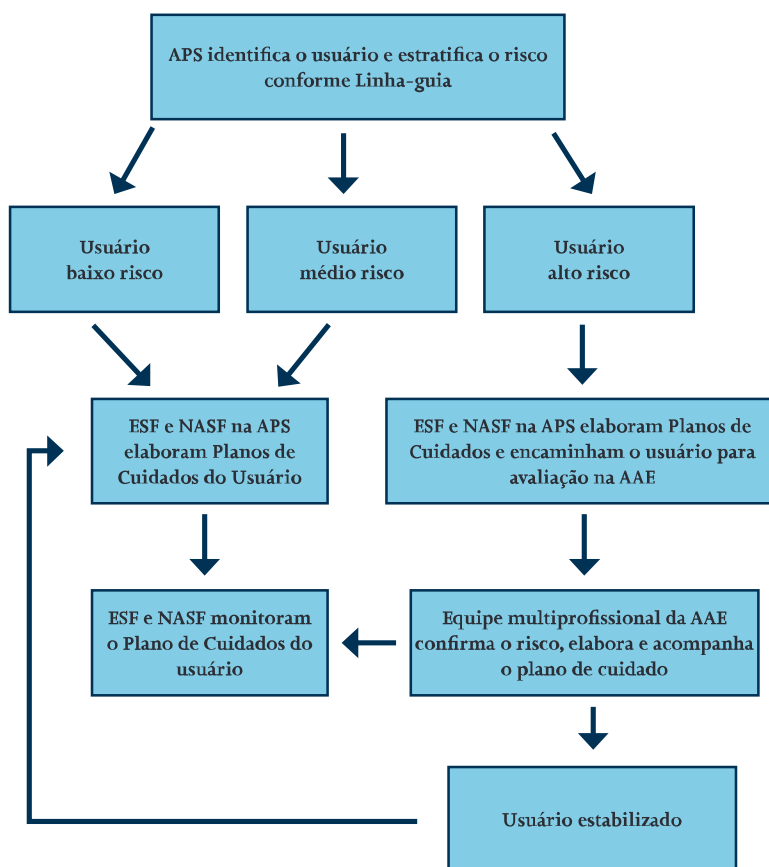 APS identifica o usuário e estratifica o risco
conforme Linha-guia
Usuário
baixo risco
Usuário
médio risco
Usuário
alto risco
ESF e NASF na APS
elaboram Planos de
Cuidados do Usuário
ESF e NASF na APS elaboram Planos de
Cuidados e encaminham o usuário para
avaliação na AAE
ESF e NASF monitoram
o Plano de Cuidados do
usuário
Equipe multiprofissional da AAE
confirma o risco, elabora e acompanha
o plano de cuidado
Usuário estabilizado